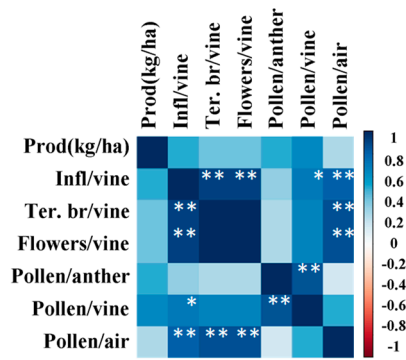 Prod(kg/ha)
Infl/vine
Ter. br/vine
Flowers/vine
Pollen/anther
Pollen/vine
Pollen/air
Prod(kg/ha)
Infl/vine
** **
*
**
Ter. br/vine
**
**
Flowers/vine
**
**
Pollen/anther
**
Pollen/vine
*
**
Pollen/air
** ** **
1
0.8
0.6
0.4
0.2
0
-0.2
-0.4
-0.6
-0.8
-1